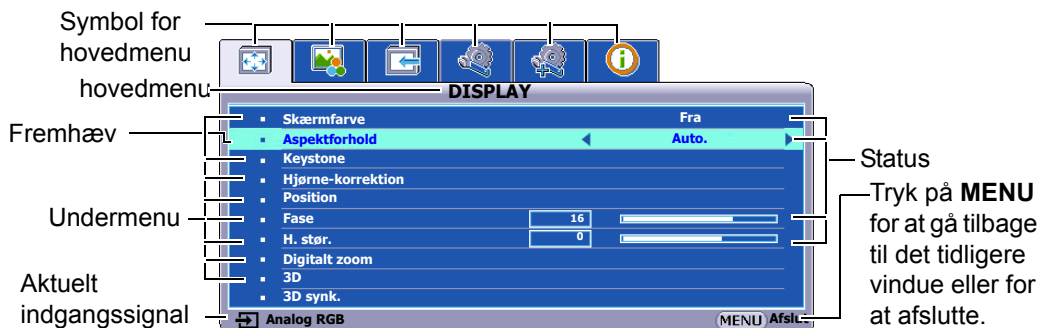 Symbol for
hovedmenu
hovedmenu
DISPLAY
Skærmfarve Fra
Fremhæv
Aspektforhold Auto.
Keystone
Hjørne-korrektion
Status
Position
Undermenu
Fase 16
H. stør. 0
Digitalt zoom
3D
3D synk.
Tryk på MENU
for at gå tilbage
til det tidligere
vindue eller for
at afslutte.
Aktuelt
indgangssignal
Analog RGB
MENU Afslut